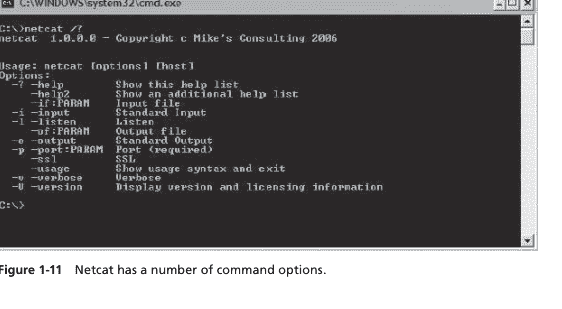 C:\WINDOWS\system32\cmd.exe
C:\>netcat /?
netcat 1.0.0.0 - Copyright c Mike's Consulting 2006
Usage: netcat [options] [host]
Options:
-? -help Show this help list
-help2 Show an additional help list
-if:PARAM Input file
-i -input Standard Input
-l -listen Listen
-of:PARAM Output file
-o -output Standard Output
-p -port:PARAM Port (required)
-ssl SSL
-usage Show usage syntax and exit
-v -verbose Verbose
-V -version Display version and licensing information
C:\>
Figure 1-11 Netcat has a number of command options.